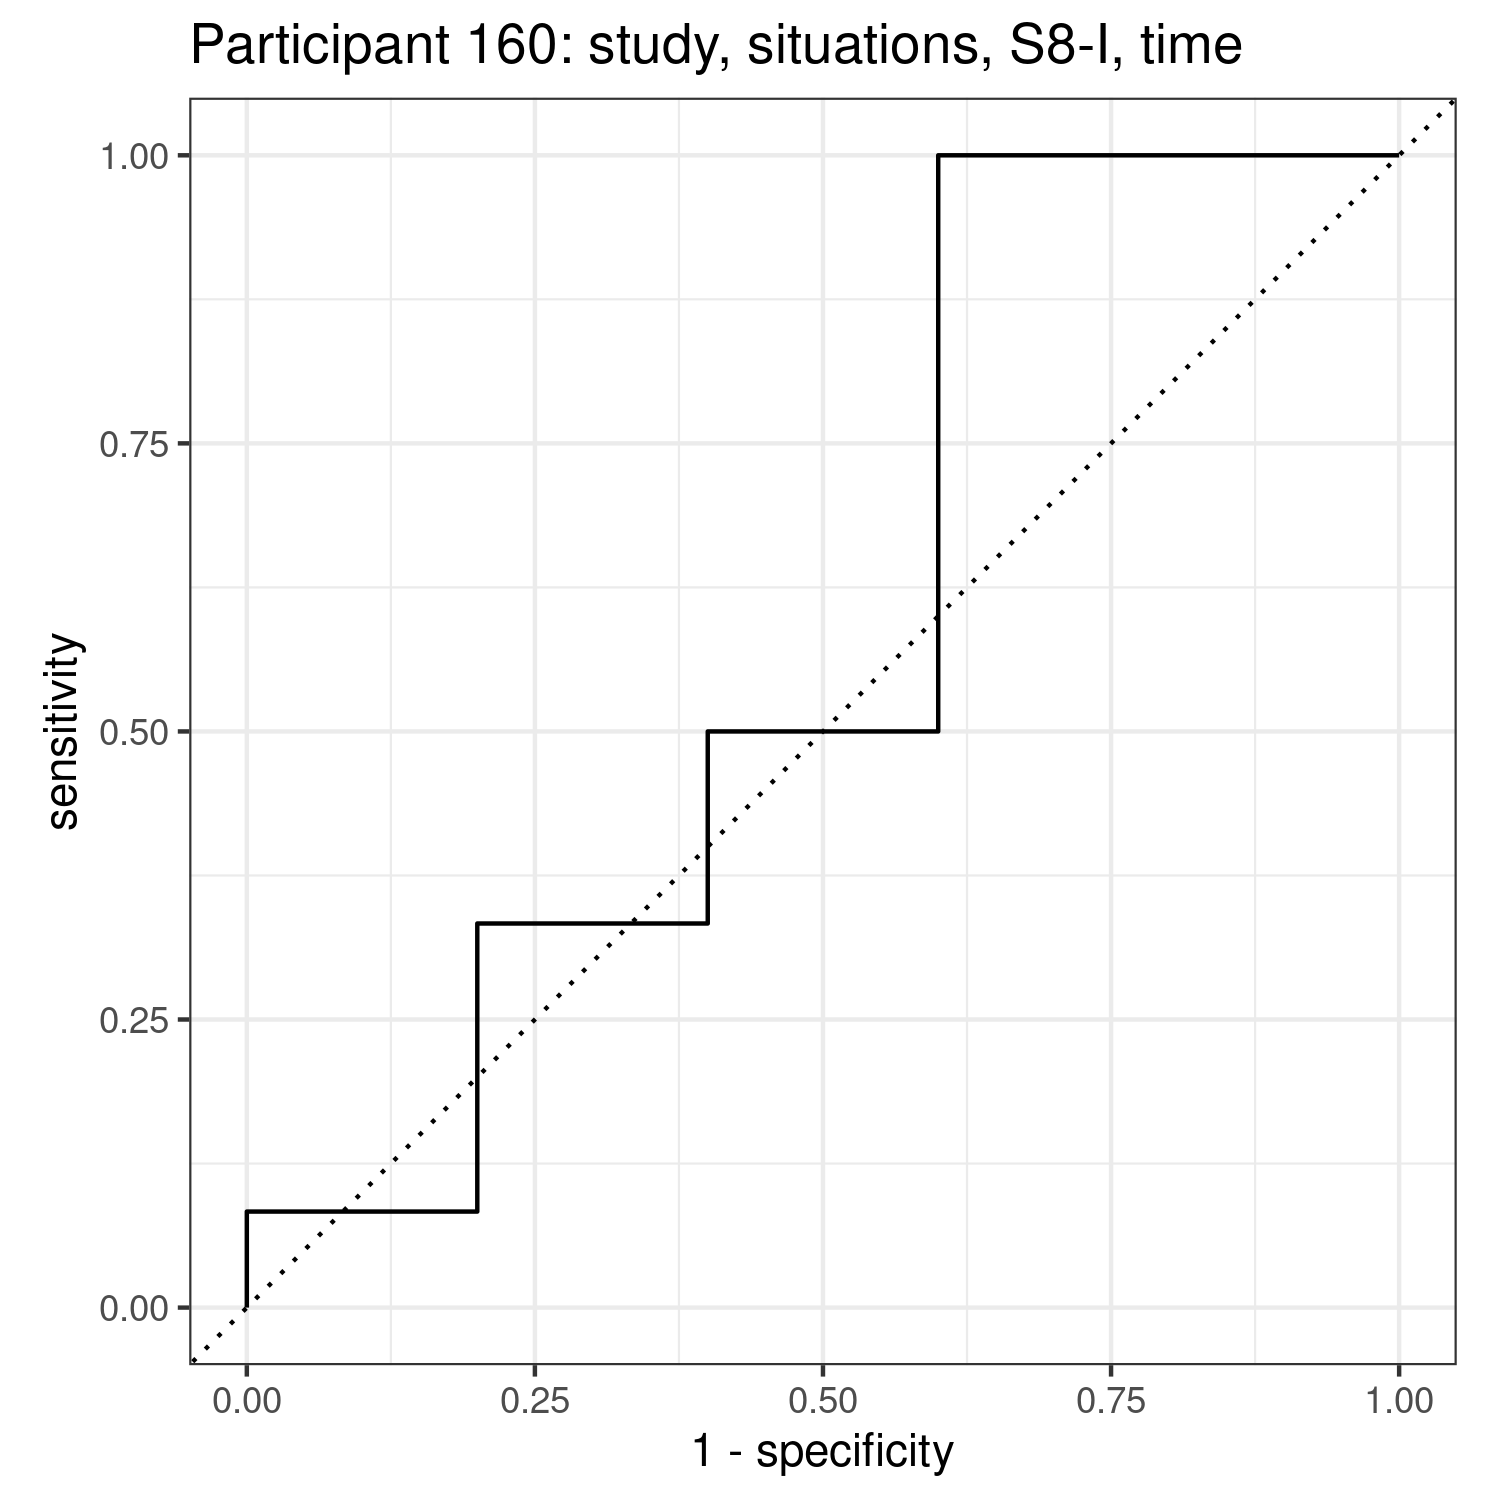 Participant 160: study, situations, S8-I, time
1.00
0.75
0.50
0.25
0.00
sensitivity
0.00 0.25 0.50 0.75 1.00
1 - specificity